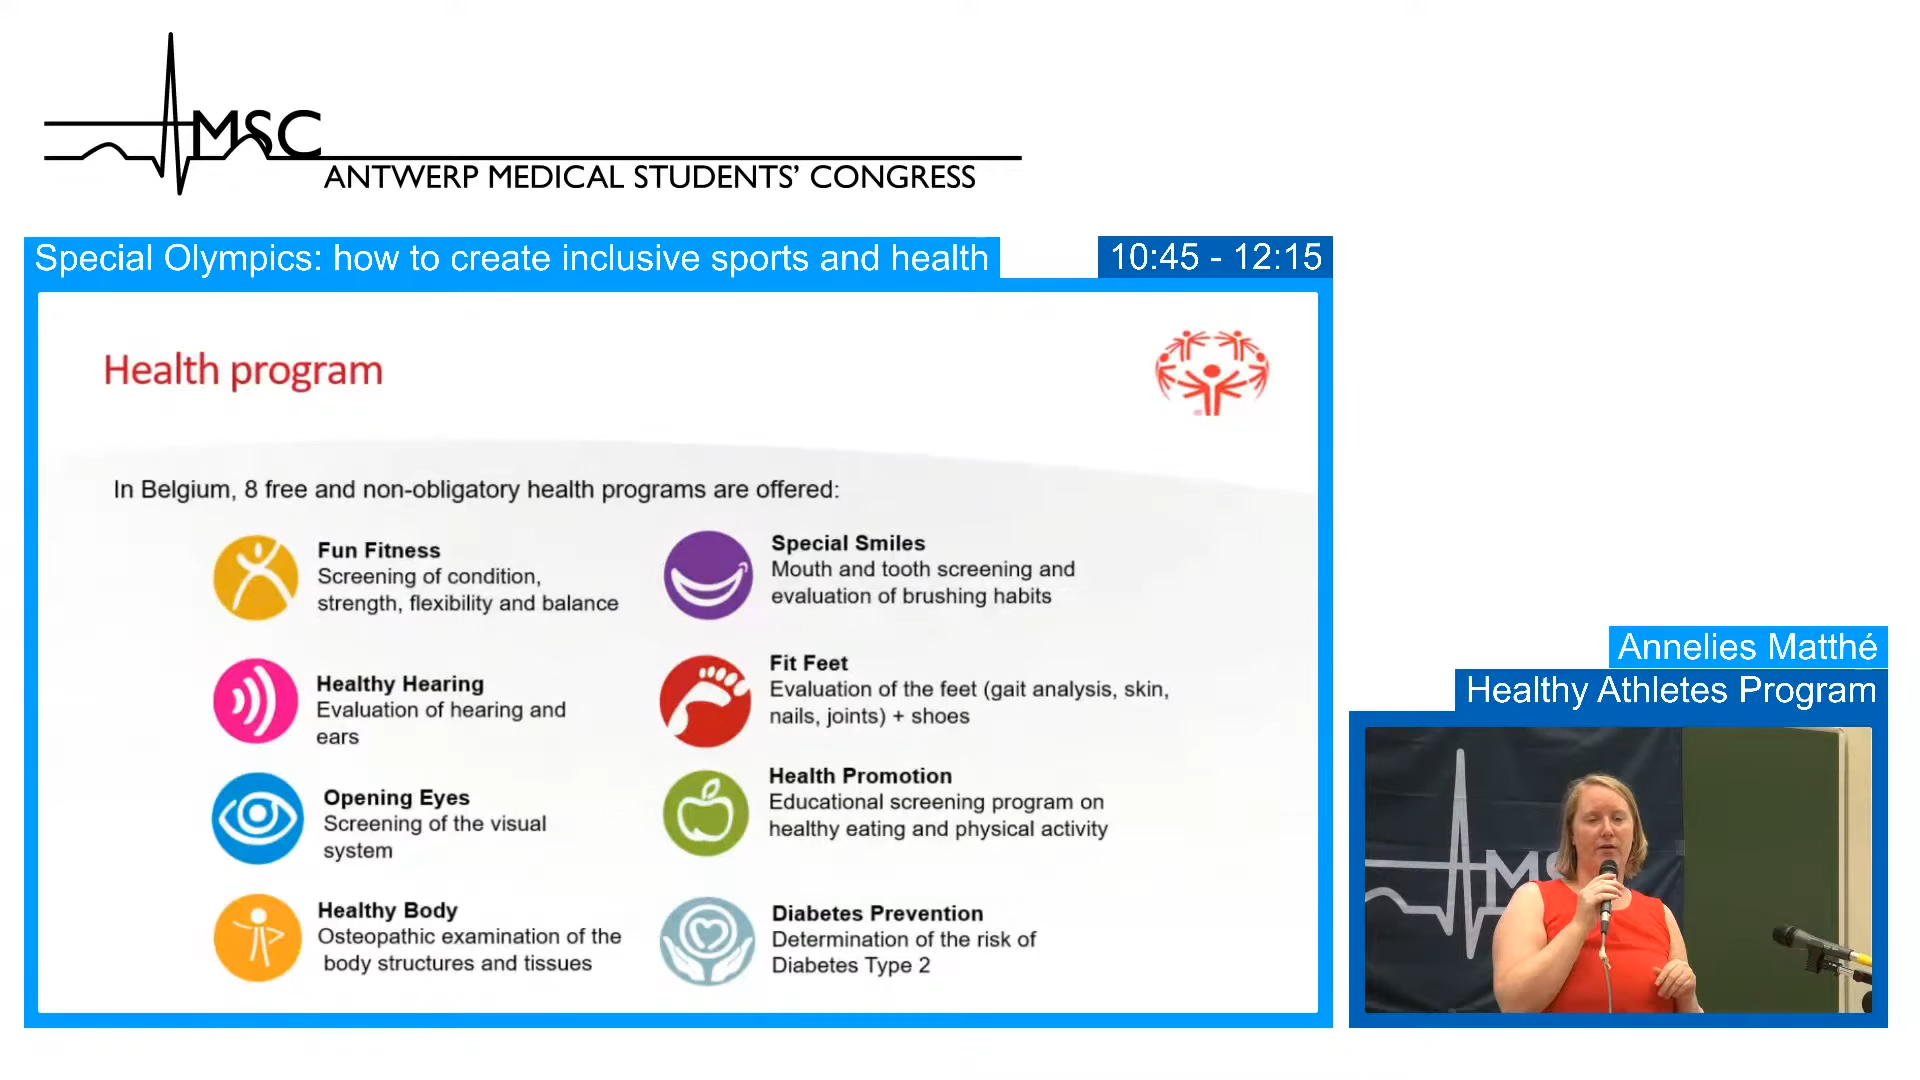 MSC
ANTWERP MEDICAL STUDENTS’ CONGRESS
Special Olympics: how to create inclusive sports and health
10:45 - 12:15
Health program
In Belgium, 8 free and non-obligatory health programs are offered:
Fun Fitness
Screening of condition,
strength, flexibility and balance
Healthy Hearing
Evaluation of hearing and
ears
Opening Eyes
Screening of the visual
system
Healthy Body
Osteopathic examination of the
body structures and tissues
Special Smiles
Mouth and tooth screening and
evaluation of brushing habits
Fit Feet
Evaluation of the feet (gait analysis, skin,
nails, joints) + shoes
Health Promotion
Educational screening program on
healthy eating and physical activity
Diabetes Prevention
Determination of the risk of
Diabetes Type 2
Annelies Matthé
Healthy Athletes Program
MS